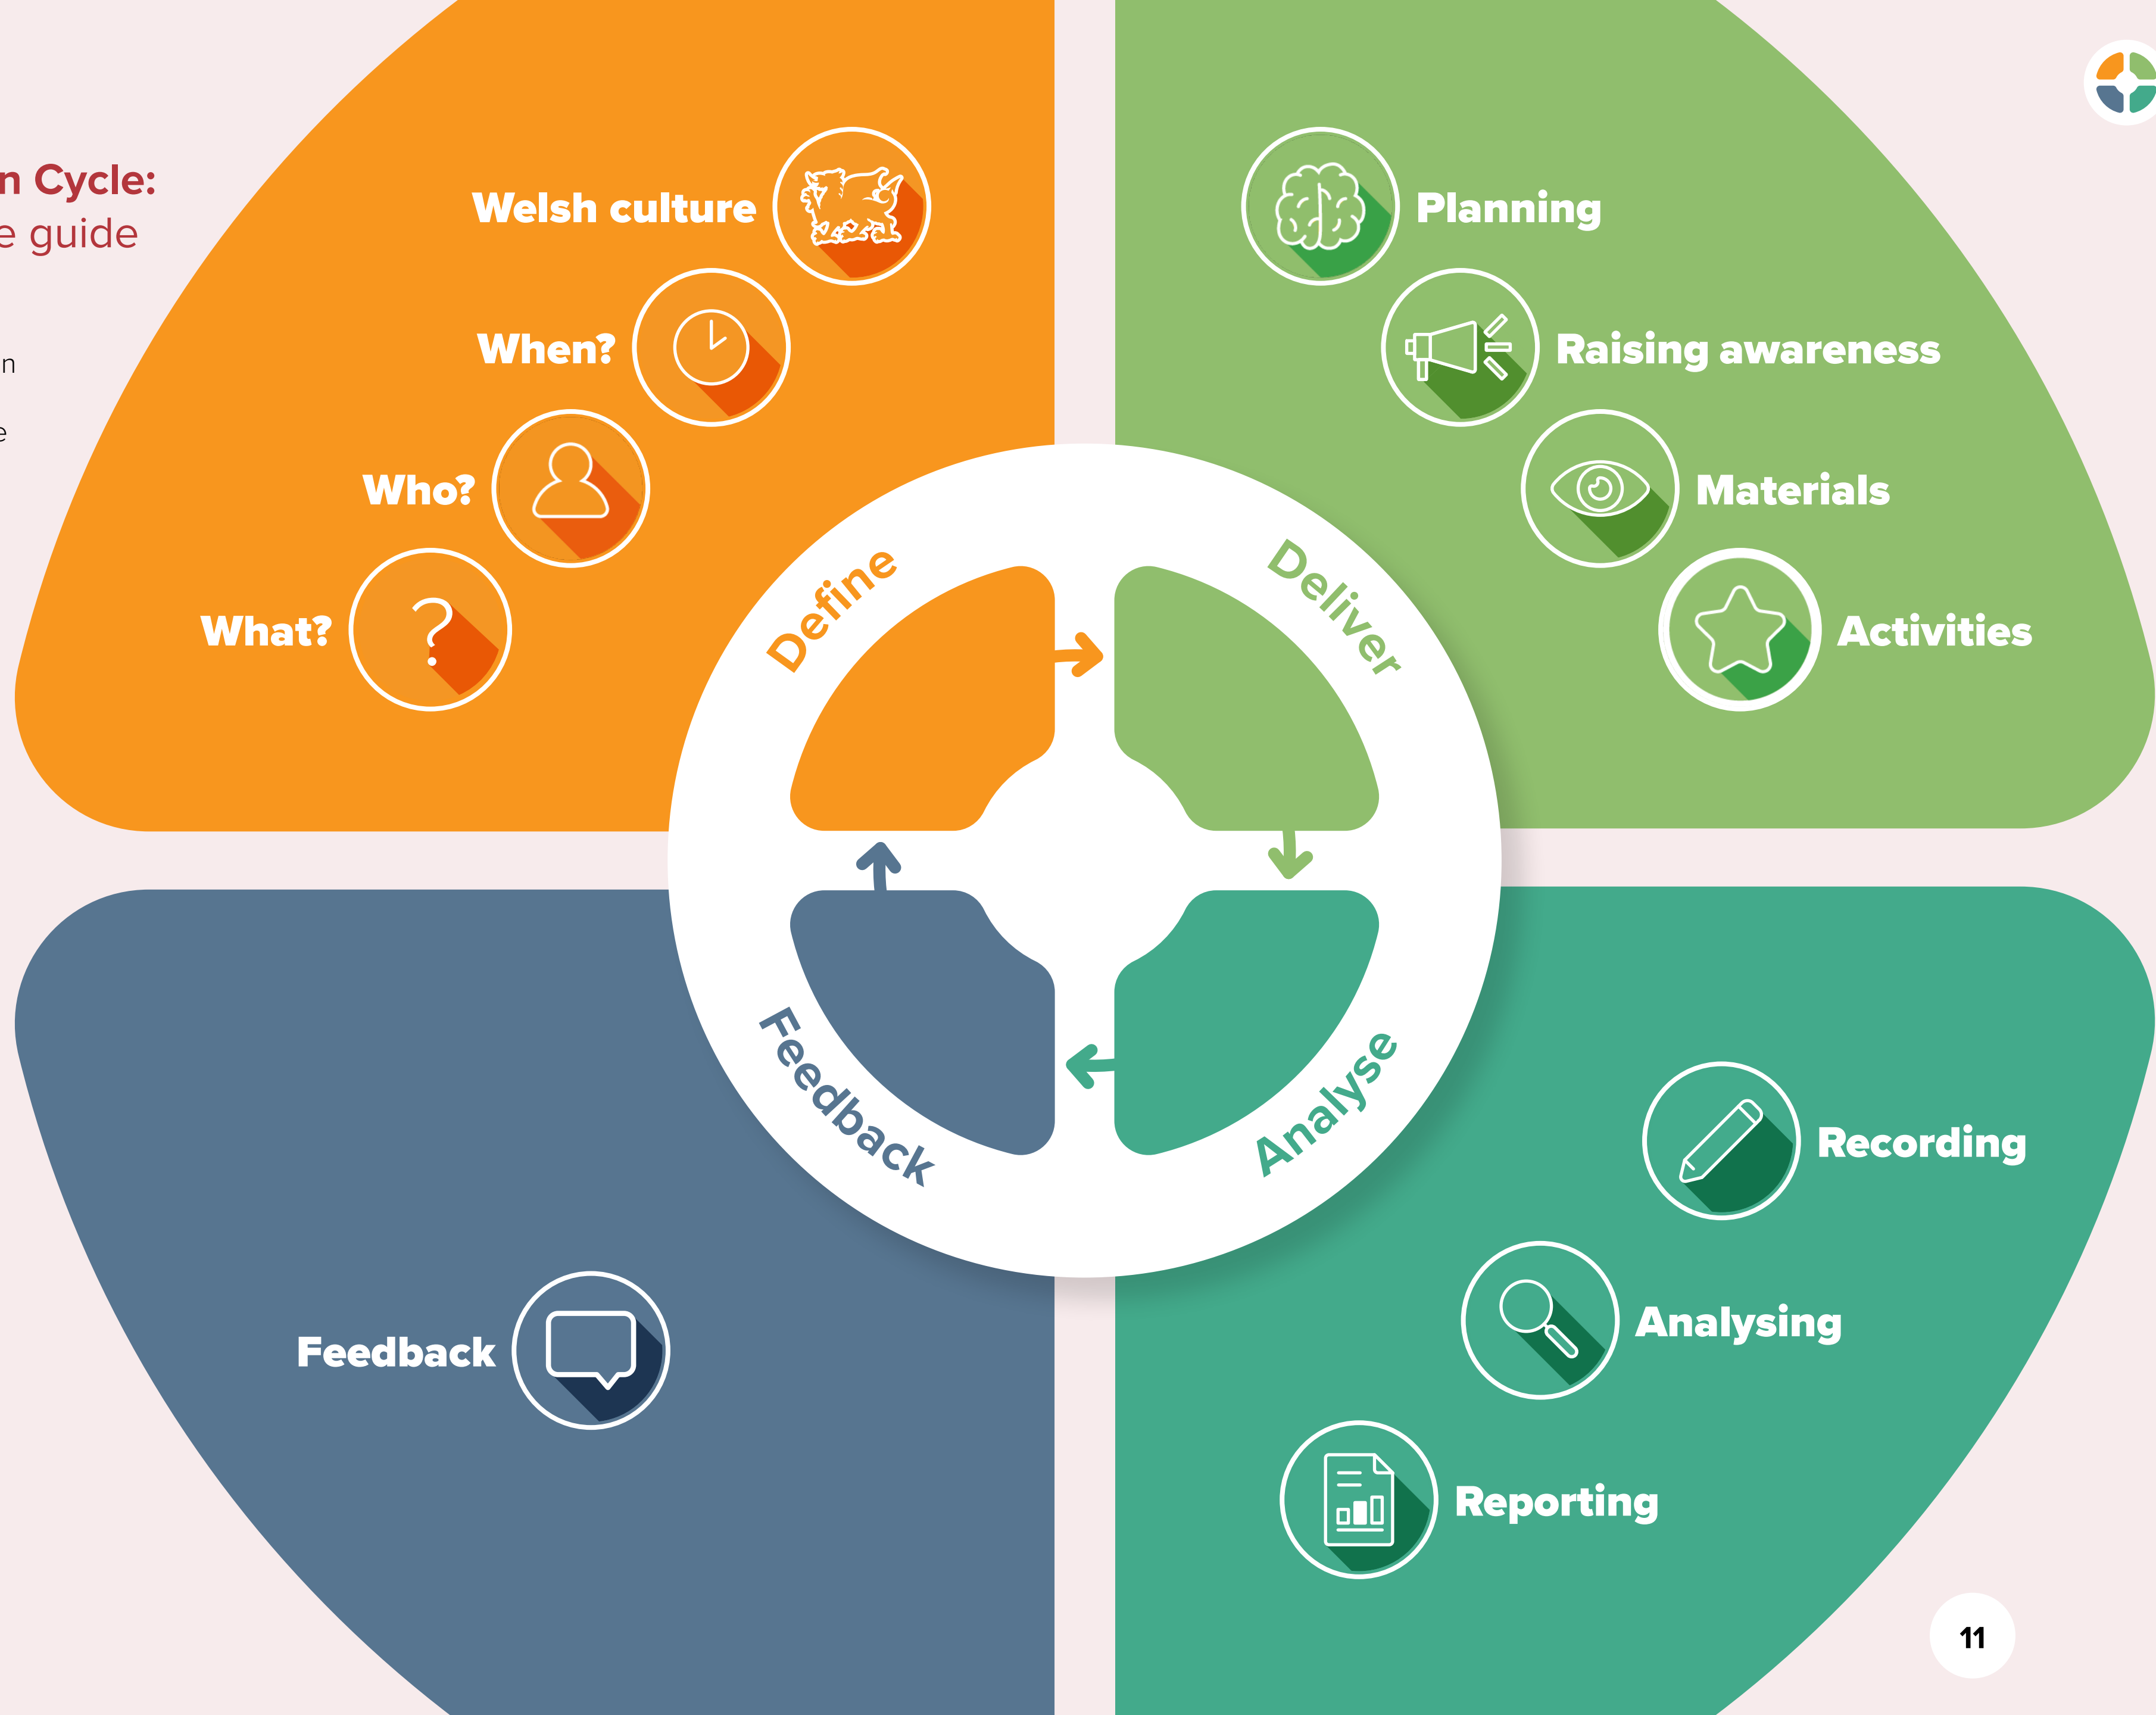 n Cycle:
e guide
n
e
Welsh culture
When?
Who?
What?
Planning
Raising awareness
Materials
Activities
Define
Deliver
Feedback
Analyse
Feedback
Recording
Analysing
Reporting
11